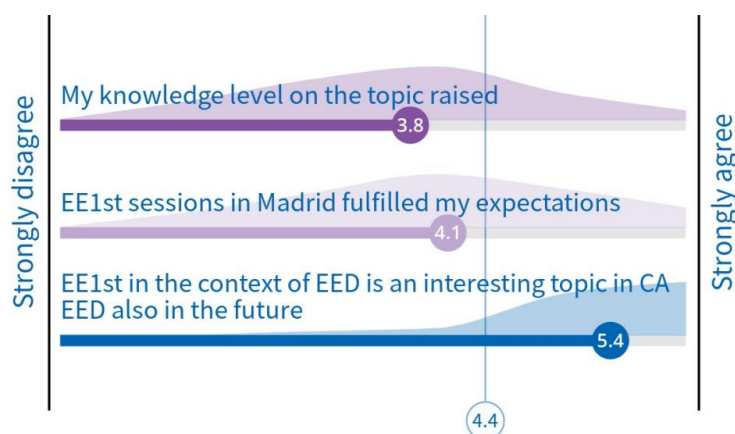 Strongly disagree
My knowledge level on the topic raised
3.8
EE1st sessions in Madrid fulfilled my expectations
4.1
EE1st in the context of EED is an interesting topic in CA
EED also in the future
5.4
4.4
Strongly agree